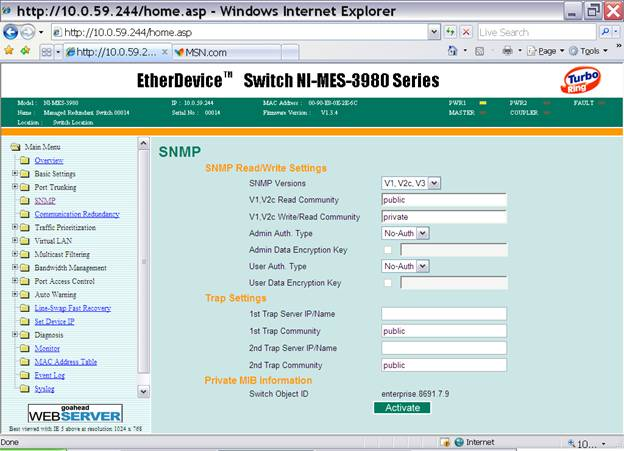 http://10.0.59.244/home.asp - Windows Internet Explorer
http://10.0.59.244/home.asp
Live Search
http://10.0.59.2...
MSN.com
Page
Tools
EtherDevice™ Switch NI-MES-3980 Series
Turbo Ring
Model : NI-MES-3980 IP : 10.0.59.244 MAC Address : 00-90-E8-0E-2E-6C PWR1 PWR2 FAULT
Name : Managed Redundant Switch 00014 Serial No : 00014 Firmware Version : V1.3.4 MASTER COUPLER
Location : Switch Location
Main Menu
Overview
Basic Settings
Port Trunking
SNMP
Communication Redundancy
Traffic Prioritization
Virtual LAN
Multicast Filtering
Bandwidth Management
Port Access Control
Auto Warning
Line-Swap Fast Recovery
Set Device IP
Diagnosis
Monitor
MAC Address Table
Event Log
Syslog
goahead
WEBSERVER
Best viewed with IE 5 above at resolution 1024 x 768
SNMP
SNMP Read/Write Settings
SNMP Versions V1, V2c, V3
V1,V2c Read Community public
V1,V2c Write/Read Community private
Admin Auth. Type No-Auth
Admin Data Encryption Key
User Auth. Type No-Auth
User Data Encryption Key
Trap Settings
1st Trap Server IP/Name
1st Trap Community public
2nd Trap Server IP/Name
2nd Trap Community public
Private MIB information
Switch Object ID enterprise.8691.7.9
Activate
Done
Internet
10...